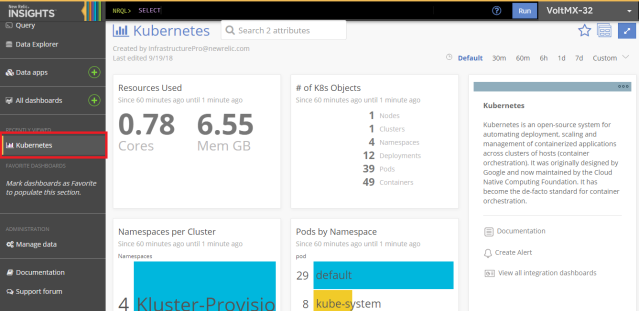 New Relic.
INSIGHTS™
NRQL> SELECT
Run
VoltMX-32
Query
Data Explorer
Data apps
All dashboards
RECENTLY VIEWED
Kubernetes
FAVORITE DASHBOARDS
Mark dashboards as Favorite
to populate this section.
ADMINISTRATION
Manage data
Documentation
Support forum
Kubernetes
Search 2 attributes
Created by InfrastructurePro@newrelic.com
Last edited 9/19/18
Default 30m 60m 6h 1d 7d Custom
Resources Used
Since 60 minutes ago until 1 minute ago
0.78 6.55
Cores Mem GB
# of K8s Objects
Since 60 minutes ago until 1 minute ago
1 Nodes
1 Clusters
4 Namespaces
12 Deployments
39 Pods
49 Containers
Namespaces per Cluster
Since 60 minutes ago until 1 minute ago
Namespaces
4 Kluster-Provisio
Pods by Namespace
Since 60 minutes ago until 1 minute ago
pod
29 default
8 kube-system
Kubernetes
Kubernetes is an open-source system for
automating deployment, scaling and
management of containerized applications
across clusters of hosts (container
orchestration). It was originally designed by
Google and now maintained by the Cloud
Native Computing Foundation. It has
become the de-facto standard for container
orchestration.
Documentation
Create Alert
View all integration dashboards